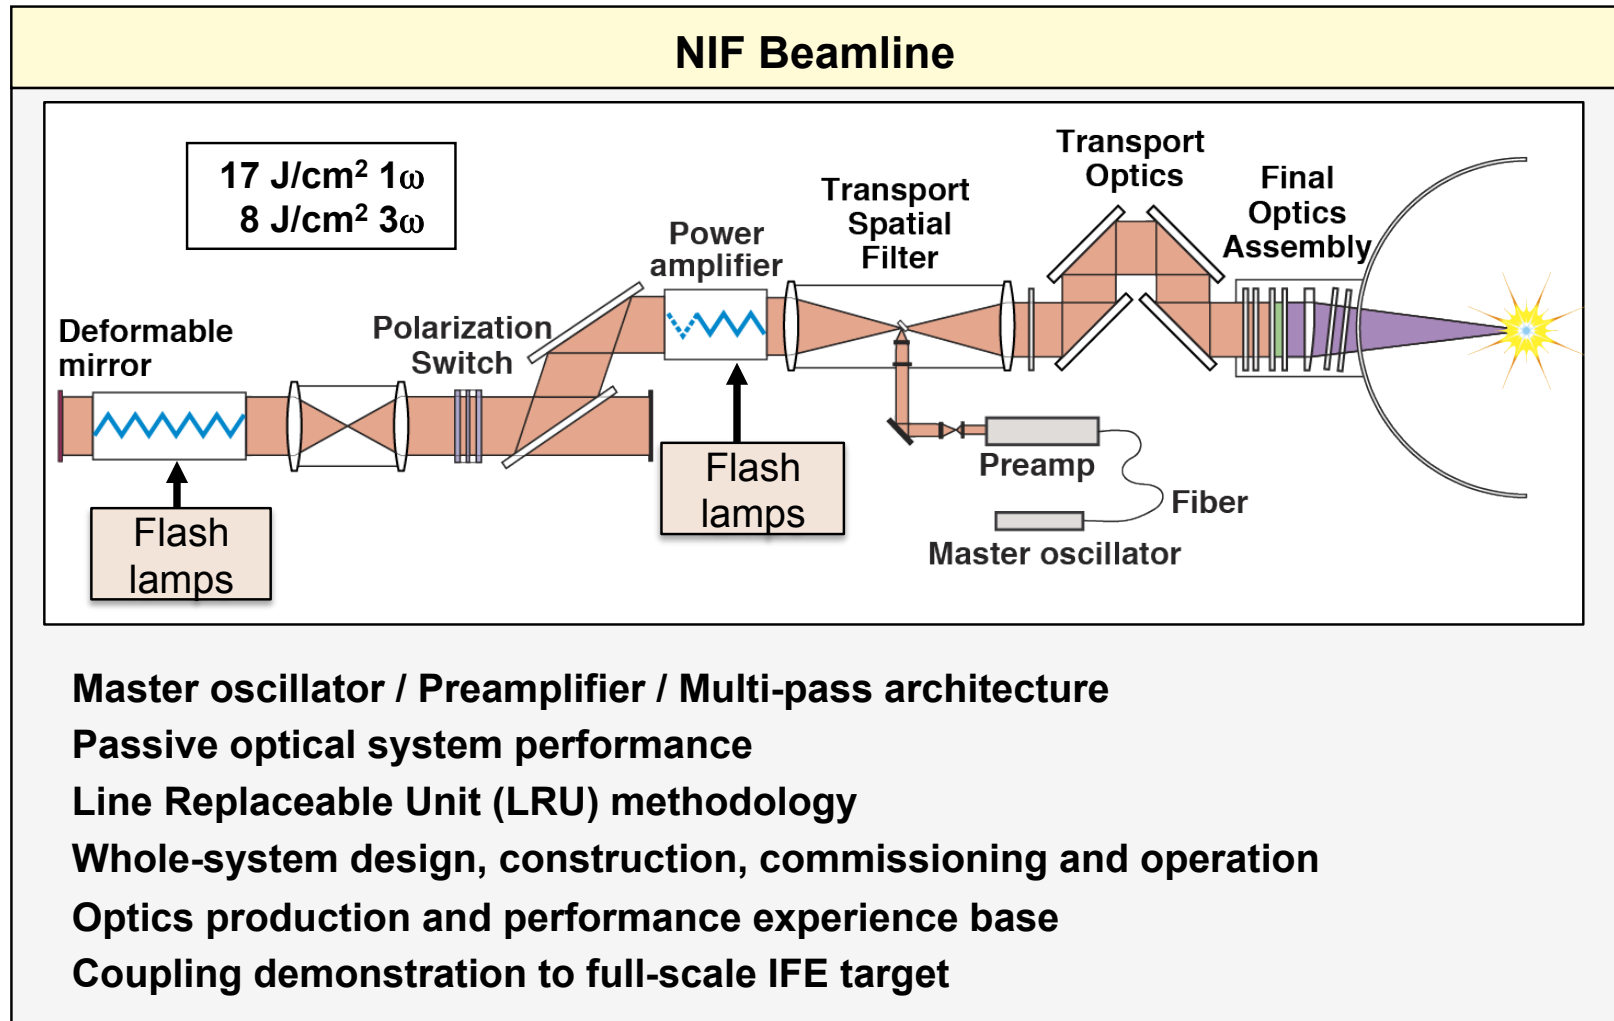 NIF Beamline
17 J/cm² 1ω
8 J/cm² 3ω
Deformable
mirror
Polarization
Switch
Power
amplifier
Transport
Spatial
Filter
Transport
Optics
Final
Optics
Assembly
Flash
lamps
Flash
lamps
Preamp
Fiber
Master oscillator
Master oscillator / Preamplifier / Multi-pass architecture
Passive optical system performance
Line Replaceable Unit (LRU) methodology
Whole-system design, construction, commissioning and operation
Optics production and performance experience base
Coupling demonstration to full-scale IFE target